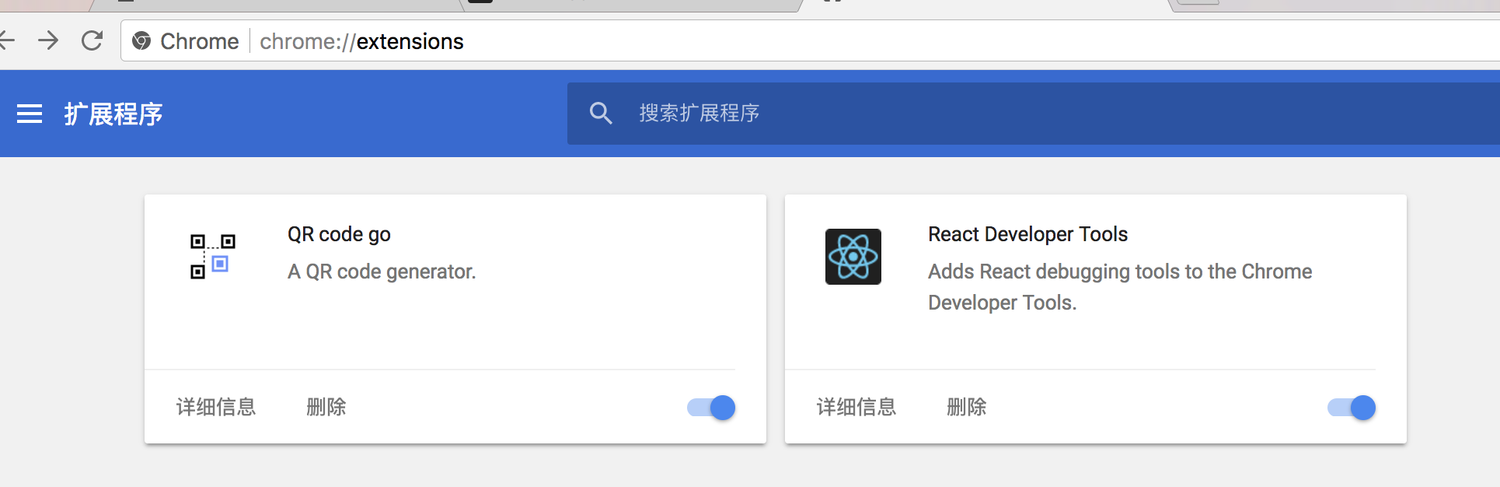 Chrome chrome://extensions
扩展程序 搜索扩展程序
QR code go
A QR code generator.
详细信息 删除
React Developer Tools
Adds React debugging tools to the Chrome
Developer Tools.
详细信息 删除